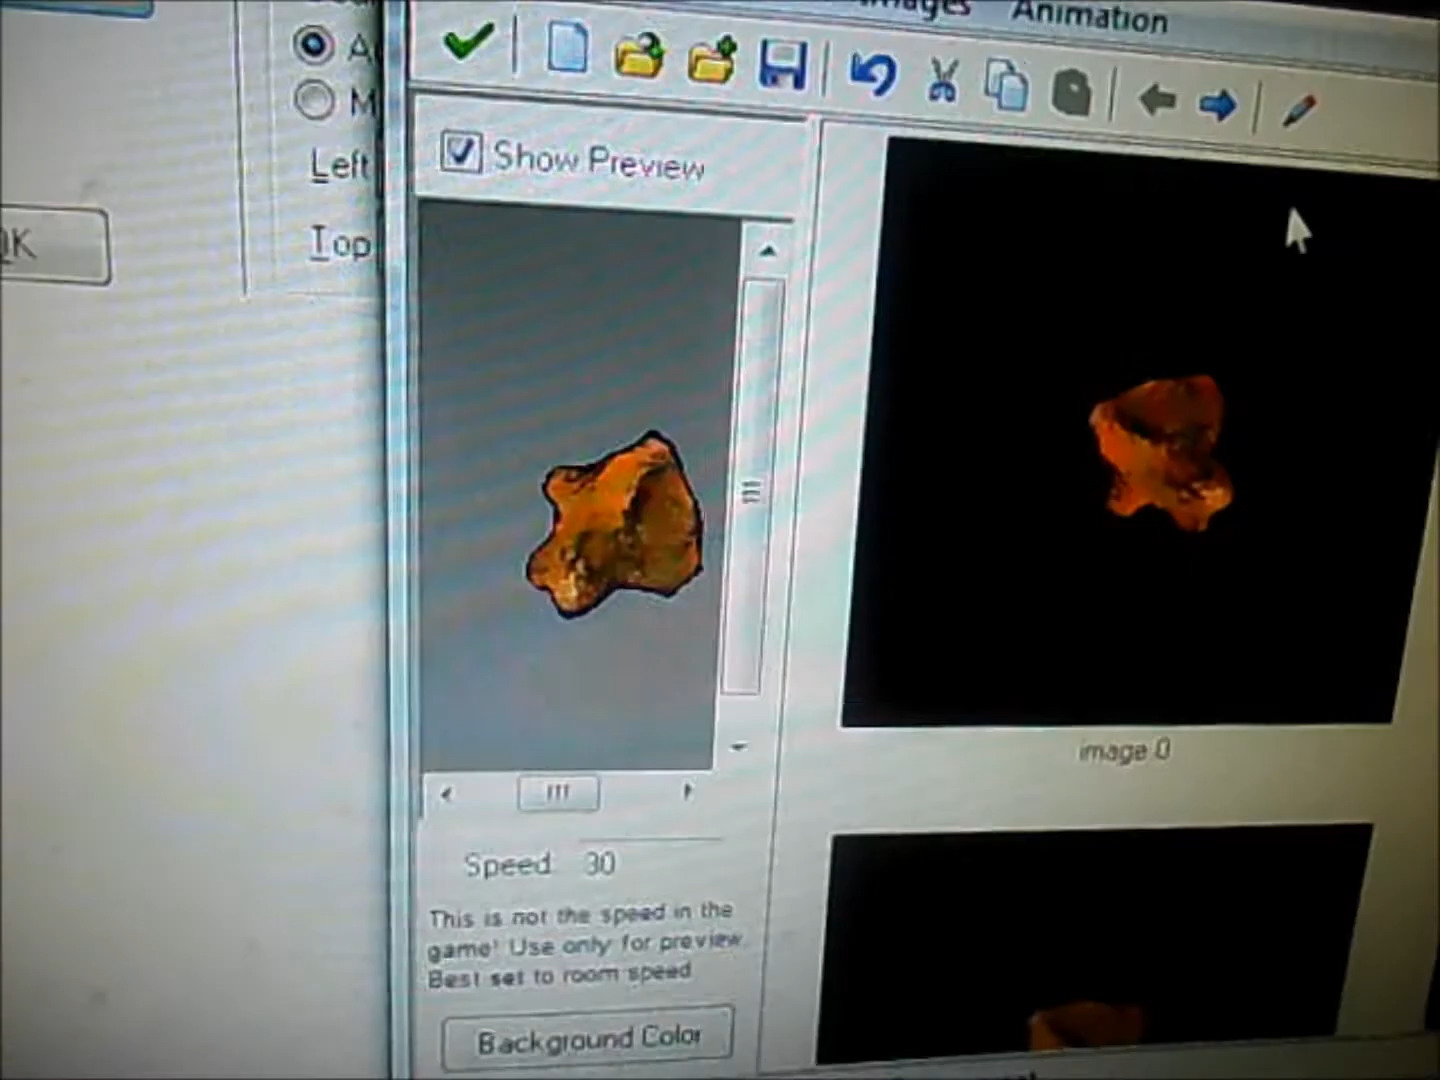 Animation
Show Preview
Left
Top
image 0
Speed 30
This is not the speed in the
game! Use only for preview.
Best set to room speed
Background Color